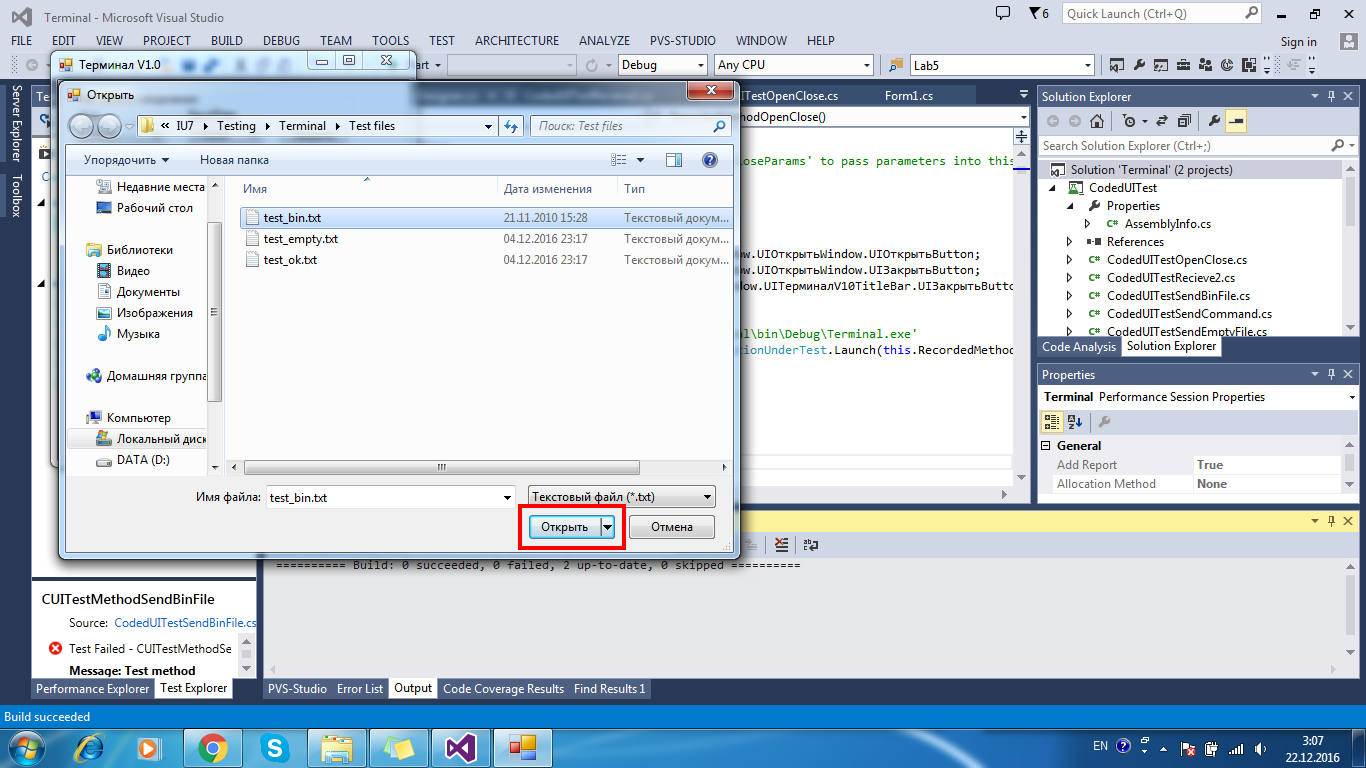 Terminal - Microsoft Visual Studio
6
Quick Launch (Ctrl+Q)
FILE EDIT VIEW PROJECT BUILD DEBUG TEAM TOOLS TEST ARCHITECTURE ANALYZE PVS-STUDIO WINDOW HELP
Sign in
Терминал V1.0
Debug
Any CPU
Lab5
Server Explorer
Toolbox
Открыть
« IU7 Testing Terminal Test files
Поиск: Test files
Упорядочить
Новая папка
Недавние места
Рабочий стол
Библиотеки
Видео
Документы
Изображения
Музыка
Домашняя группа
Компьютер
Локальный диск
DATA (D:)
Имя Дата изменения Тип
test_bin.txt 21.11.2010 15:28 Текстовый докум...
test_empty.txt 04.12.2016 23:17 Текстовый докум...
test_ok.txt 04.12.2016 23:17 Текстовый докум...
Имя файла: test_bin.txt
Текстовый файл (*.txt)
Открыть
Отмена
ITestOpenClose.cs Form1.cs
hodOpenClose()
oseParams' to pass parameters into this
ow.UIОткрытьWindow.UIОткрытьButton;
ow.UIОткрытьWindow.UIЗакрытьButton;
dow.UIТерминалV10TitleBar.UIЗакрытьButto
l\bin\Debug\Terminal.exe'
tionUnderTest.Launch(this.RecordedMethod
Solution Explorer
Search Solution Explorer (Ctrl+;)
Solution 'Terminal' (2 projects)
CodedUITest
Properties
AssemblyInfo.cs
References
CodedUITestOpenClose.cs
CodedUITestRecieve2.cs
CodedUITestSendBinFile.cs
CodedUITestSendCommand.cs
CodedUITestSendEmptyFile.cs
Code Analysis Solution Explorer
Properties
Terminal Performance Session Properties
General
Add Report True
Allocation Method None
========== Build: 0 succeeded, 0 failed, 2 up-to-date, 0 skipped ==========
CUITestMethodSendBinFile
Source: CodedUITestSendBinFile.cs
Test Failed - CUITestMethodSe
Message: Test method
Performance Explorer Test Explorer
PVS-Studio Error List Output Code Coverage Results Find Results 1
Build succeeded
EN
3:07
22.12.2016